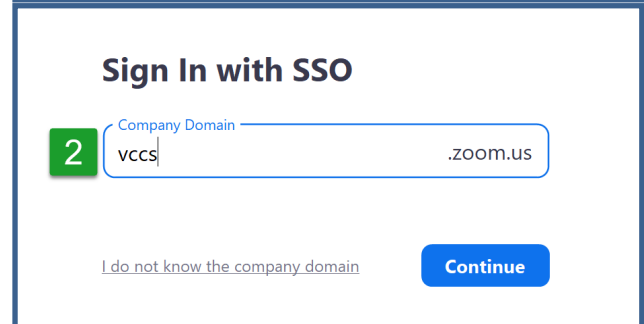 Sign In with SSO
Company Domain
2 vccs .zoom.us
I do not know the company domain Continue